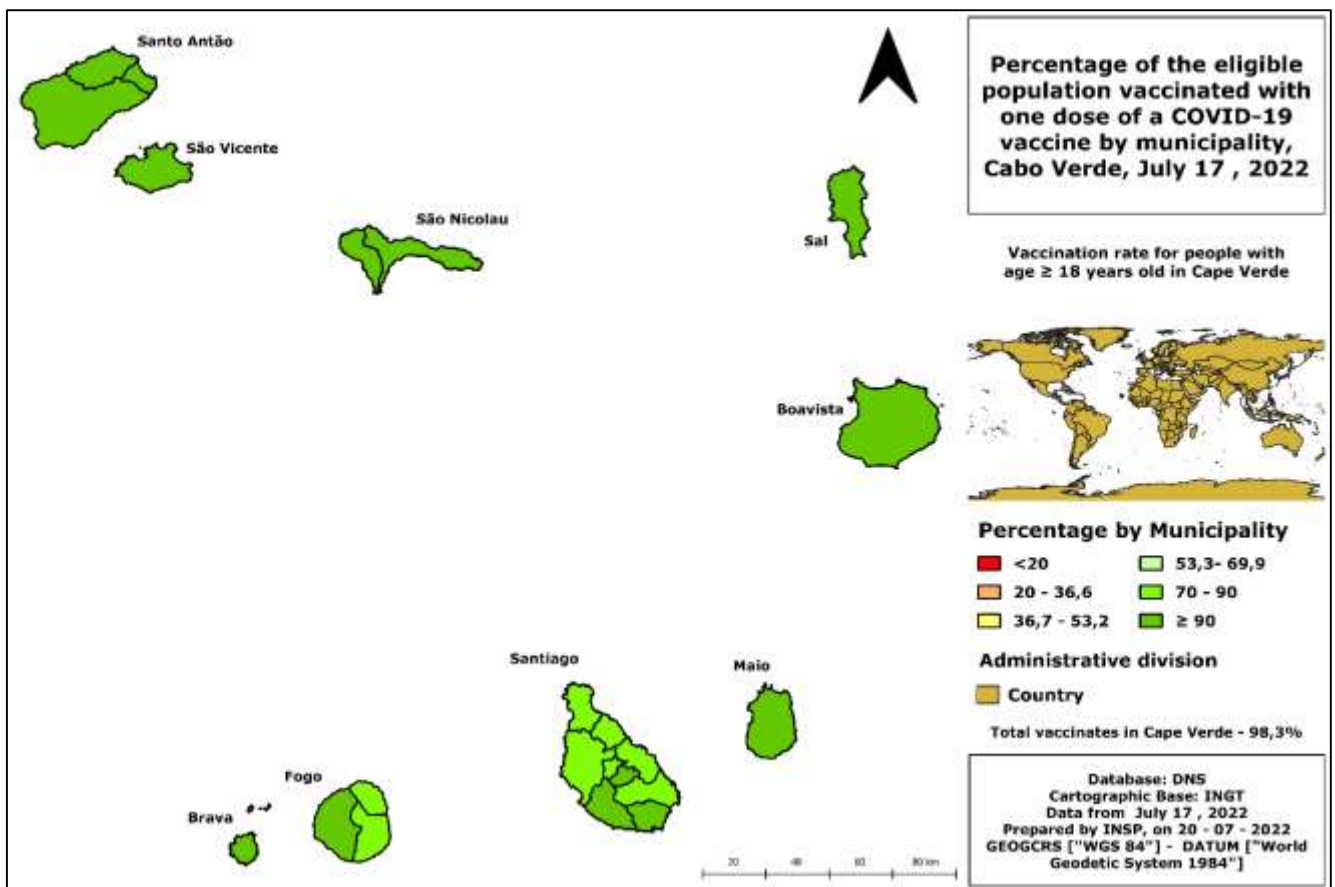 Santo Antão
São Vicente
São Nicolau
Sal
Boavista
Santiago
Maio
Fogo
Brava
20 40 60 80 km
Percentage of the eligible
population vaccinated with
one dose of a COVID-19
vaccine by municipality,
Cabo Verde, July 17 , 2022
Vaccination rate for people with
age ≥ 18 years old in Cape Verde
Percentage by Municipality
<20
53,3- 69,9
20 - 36,6
70 - 90
36,7 - 53,2
≥ 90
Administrative division
Country
Total vaccinates in Cape Verde - 98,3%
Database: DNS
Cartographic Base: INGT
Data from July 17 , 2022
Prepared by INSP, on 20 - 07 - 2022
GEOGCRS ["WGS 84"] - DATUM ["World
Geodetic System 1984"]